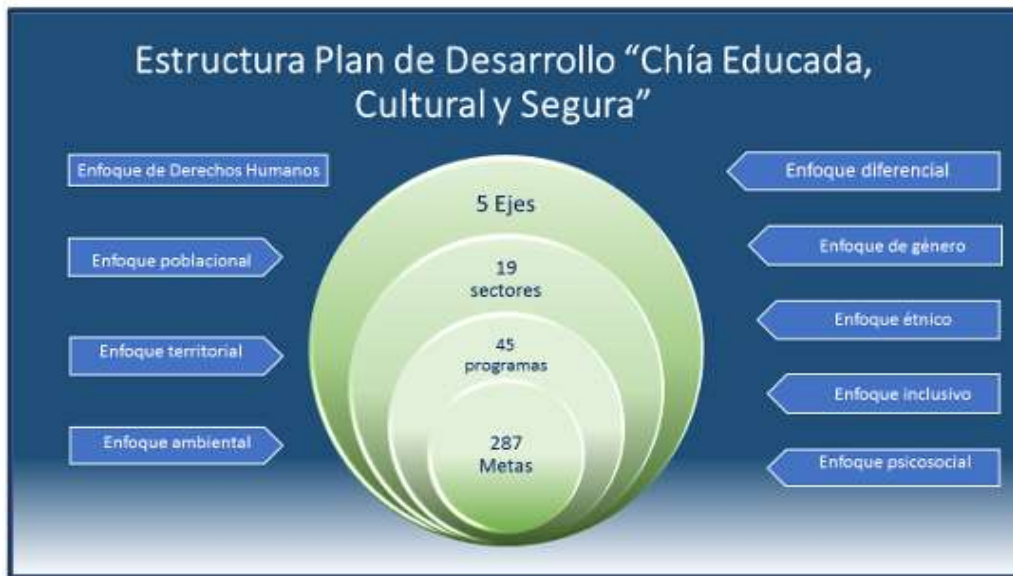 Estructura Plan de Desarrollo “Chía Educada,
Cultural y Segura”
Enfoque de Derechos Humanos
Enfoque poblacional
Enfoque territorial
Enfoque ambiental
5 Ejes
19
sectores
45
programas
287
Metas
Enfoque diferencial
Enfoque de género
Enfoque étnico
Enfoque inclusivo
Enfoque psicosocial